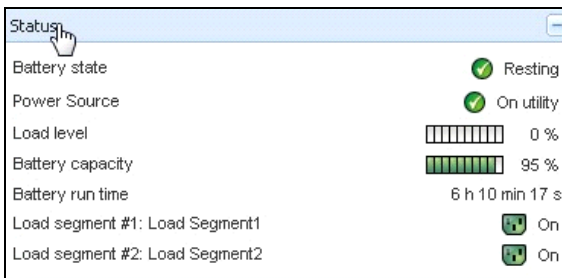 Status
Battery state Resting
Power Source On utility
Load level 0 %
Battery capacity 95 %
Battery run time 6 h 10 min 17 s
Load segment #1: Load Segment1 On
Load segment #2: Load Segment2 On